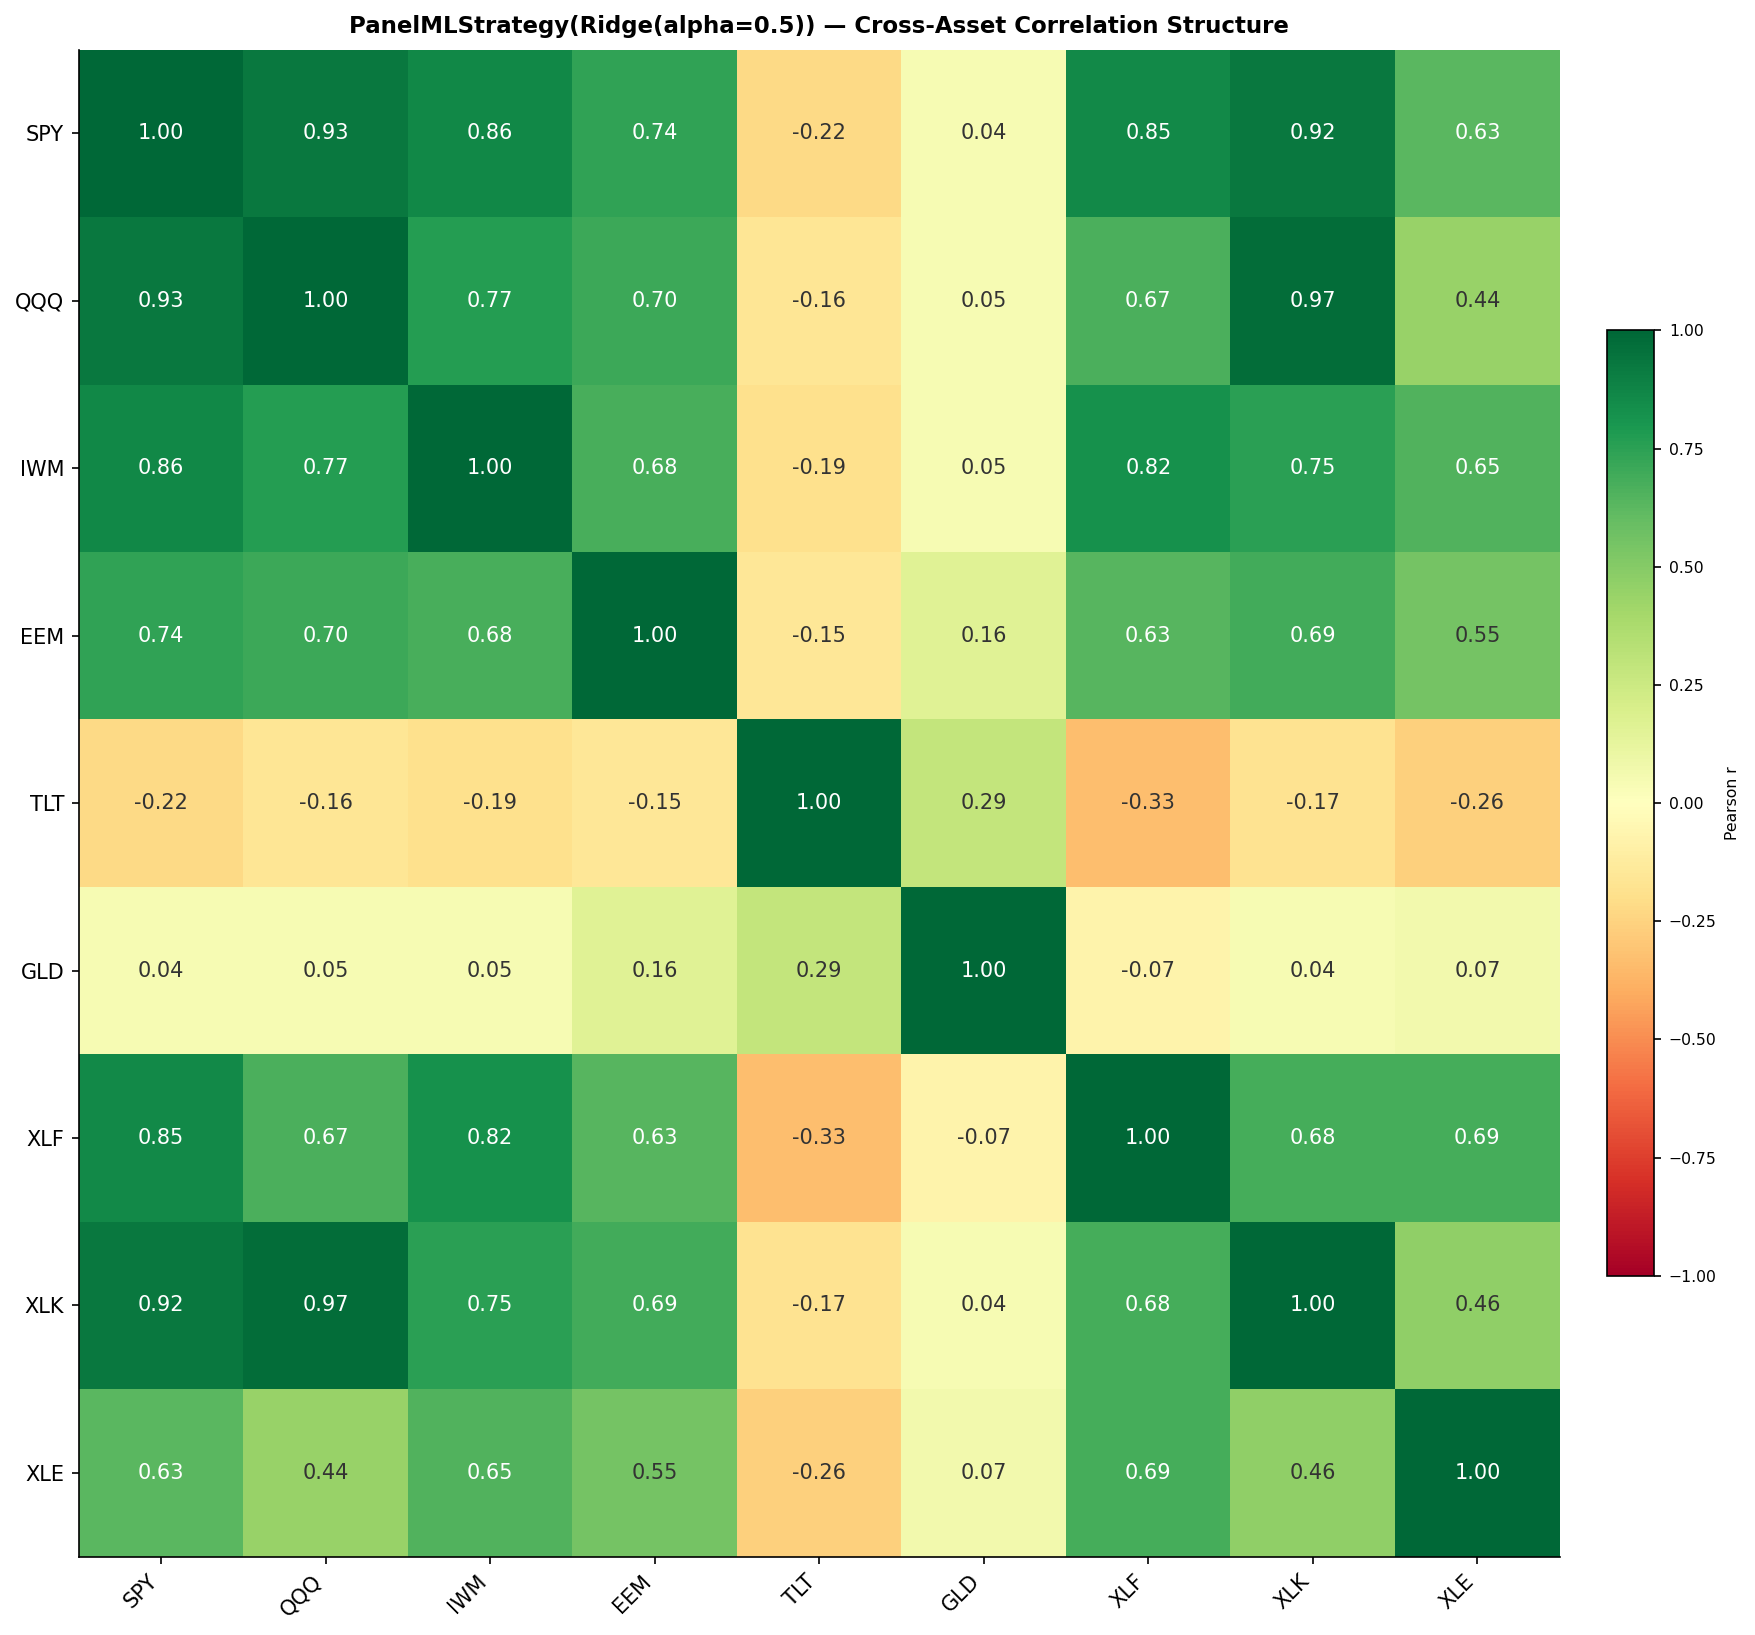 PanelMLStrategy(Ridge(alpha=0.5)) — Cross-Asset Correlation Structure
SPY 1.00 0.93 0.86 0.74 -0.22 0.04 0.85 0.92 0.63
QQQ 0.93 1.00 0.77 0.70 -0.16 0.05 0.67 0.97 0.44
IWM 0.86 0.77 1.00 0.68 -0.19 0.05 0.82 0.75 0.65
EEM 0.74 0.70 0.68 1.00 -0.15 0.16 0.63 0.69 0.55
TLT -0.22 -0.16 -0.19 -0.15 1.00 0.29 -0.33 -0.17 -0.26
GLD 0.04 0.05 0.05 0.16 0.29 1.00 -0.07 0.04 0.07
XLF 0.85 0.67 0.82 0.63 -0.33 -0.07 1.00 0.68 0.69
XLK 0.92 0.97 0.75 0.69 -0.17 0.04 0.68 1.00 0.46
XLE 0.63 0.44 0.65 0.55 -0.26 0.07 0.69 0.46 1.00
SPY QQQ IWM EEM TLT GLD XLF XLK XLE
1.00
0.75
0.50
0.25
0.00
−0.25
−0.50
−0.75
−1.00
Pearson r